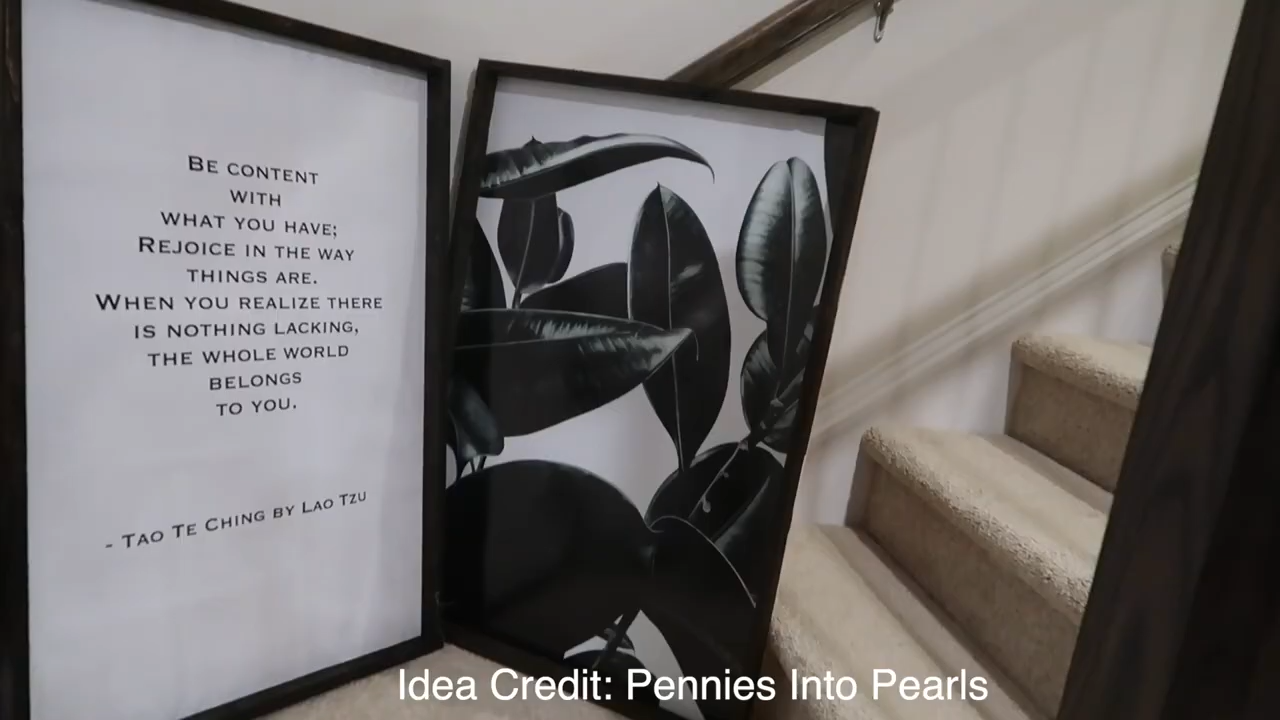 Be content
with
what you have;
Rejoice in the way
things are.
When you realize there
is nothing lacking,
the whole world
belongs
to you.
- Tao Te Ching by Lao Tzu
Idea Credit: Pennies Into Pearls